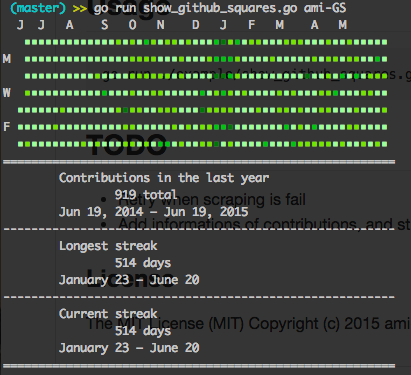 Usage
(master) >> go run show_github_squares.go ami-GS
J J A S O N D J F M A M
M
W
F
TODO
Contributions in the last year
919 total
Retry when scraping is fail
Jun 19, 2014 - Jun 19, 2015
Add informations of contributions, and st
Longest streak
514 days
January 23 - June 20
License
Current streak
514 days
The MIT License (MIT) Copyright (c) 2015 ami
January 23 - June 20